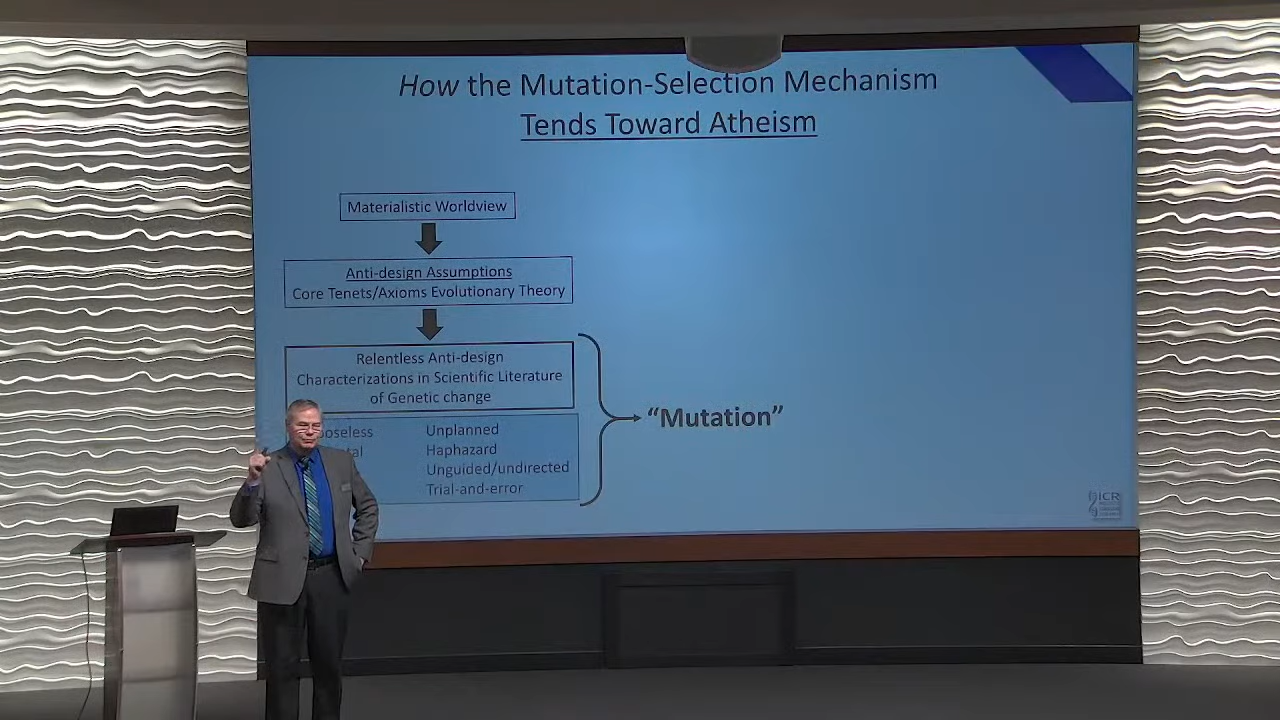 How the Mutation-Selection Mechanism
Tends Toward Atheism
Materialistic Worldview
Anti-design Assumptions
Core Tenets/Axioms Evolutionary Theory
Relentless Anti-design
Characterizations in Scientific Literature
of Genetic change
Unplanned
Haphazard
Unguided/undirected
Trial-and-error
“Mutation”
ICR